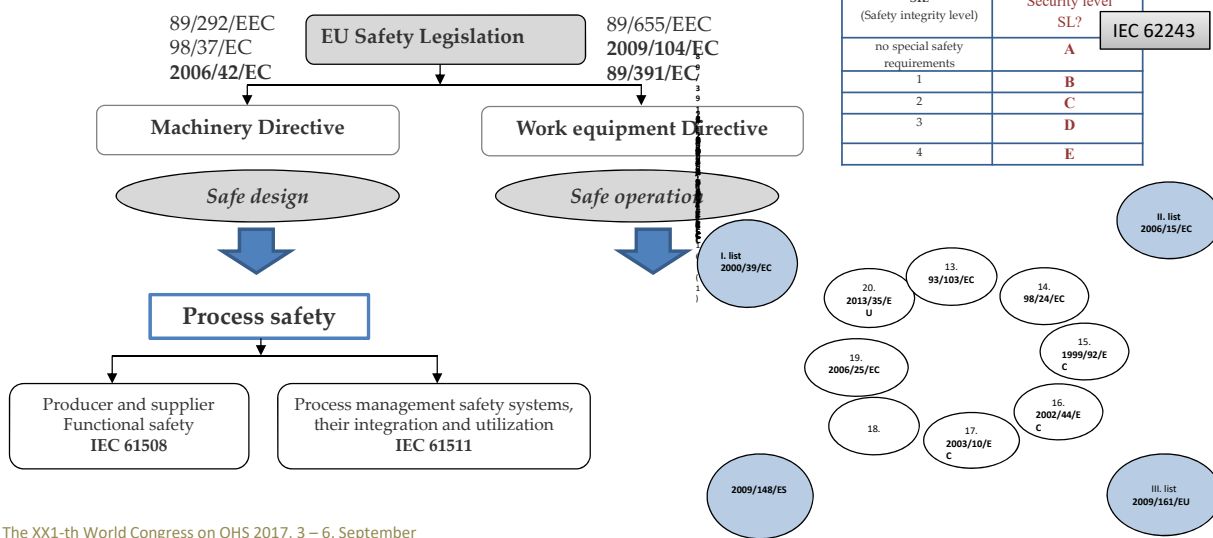 89/292/EEC
98/37/EC
2006/42/EC
EU Safety Legislation
89/655/EEC
2009/104/EC
89/391/EC
Machinery Directive
Work equipment Directive
Safe design
Safe operation
Process safety
Producer and supplier
Functional safety
IEC 61508
Process management safety systems,
their integration and utilization
IEC 61511
(Safety integrity level)
Security level
SL?
IEC 62243
no special safety
requirements
A
1
B
2
C
3
D
4
E
I. list
2000/39/EC
II. list
2006/15/EC
13.
93/103/EC
14.
98/24/EC
15.
1999/92/E
C
16.
2002/44/E
C
17.
2003/10/E
C
18.
19.
2006/25/EC
20.
2013/35/E
U
2009/148/ES
III. list
2009/161/EU
The XX1-th World Congress on OHS 2017, 3 – 6. September